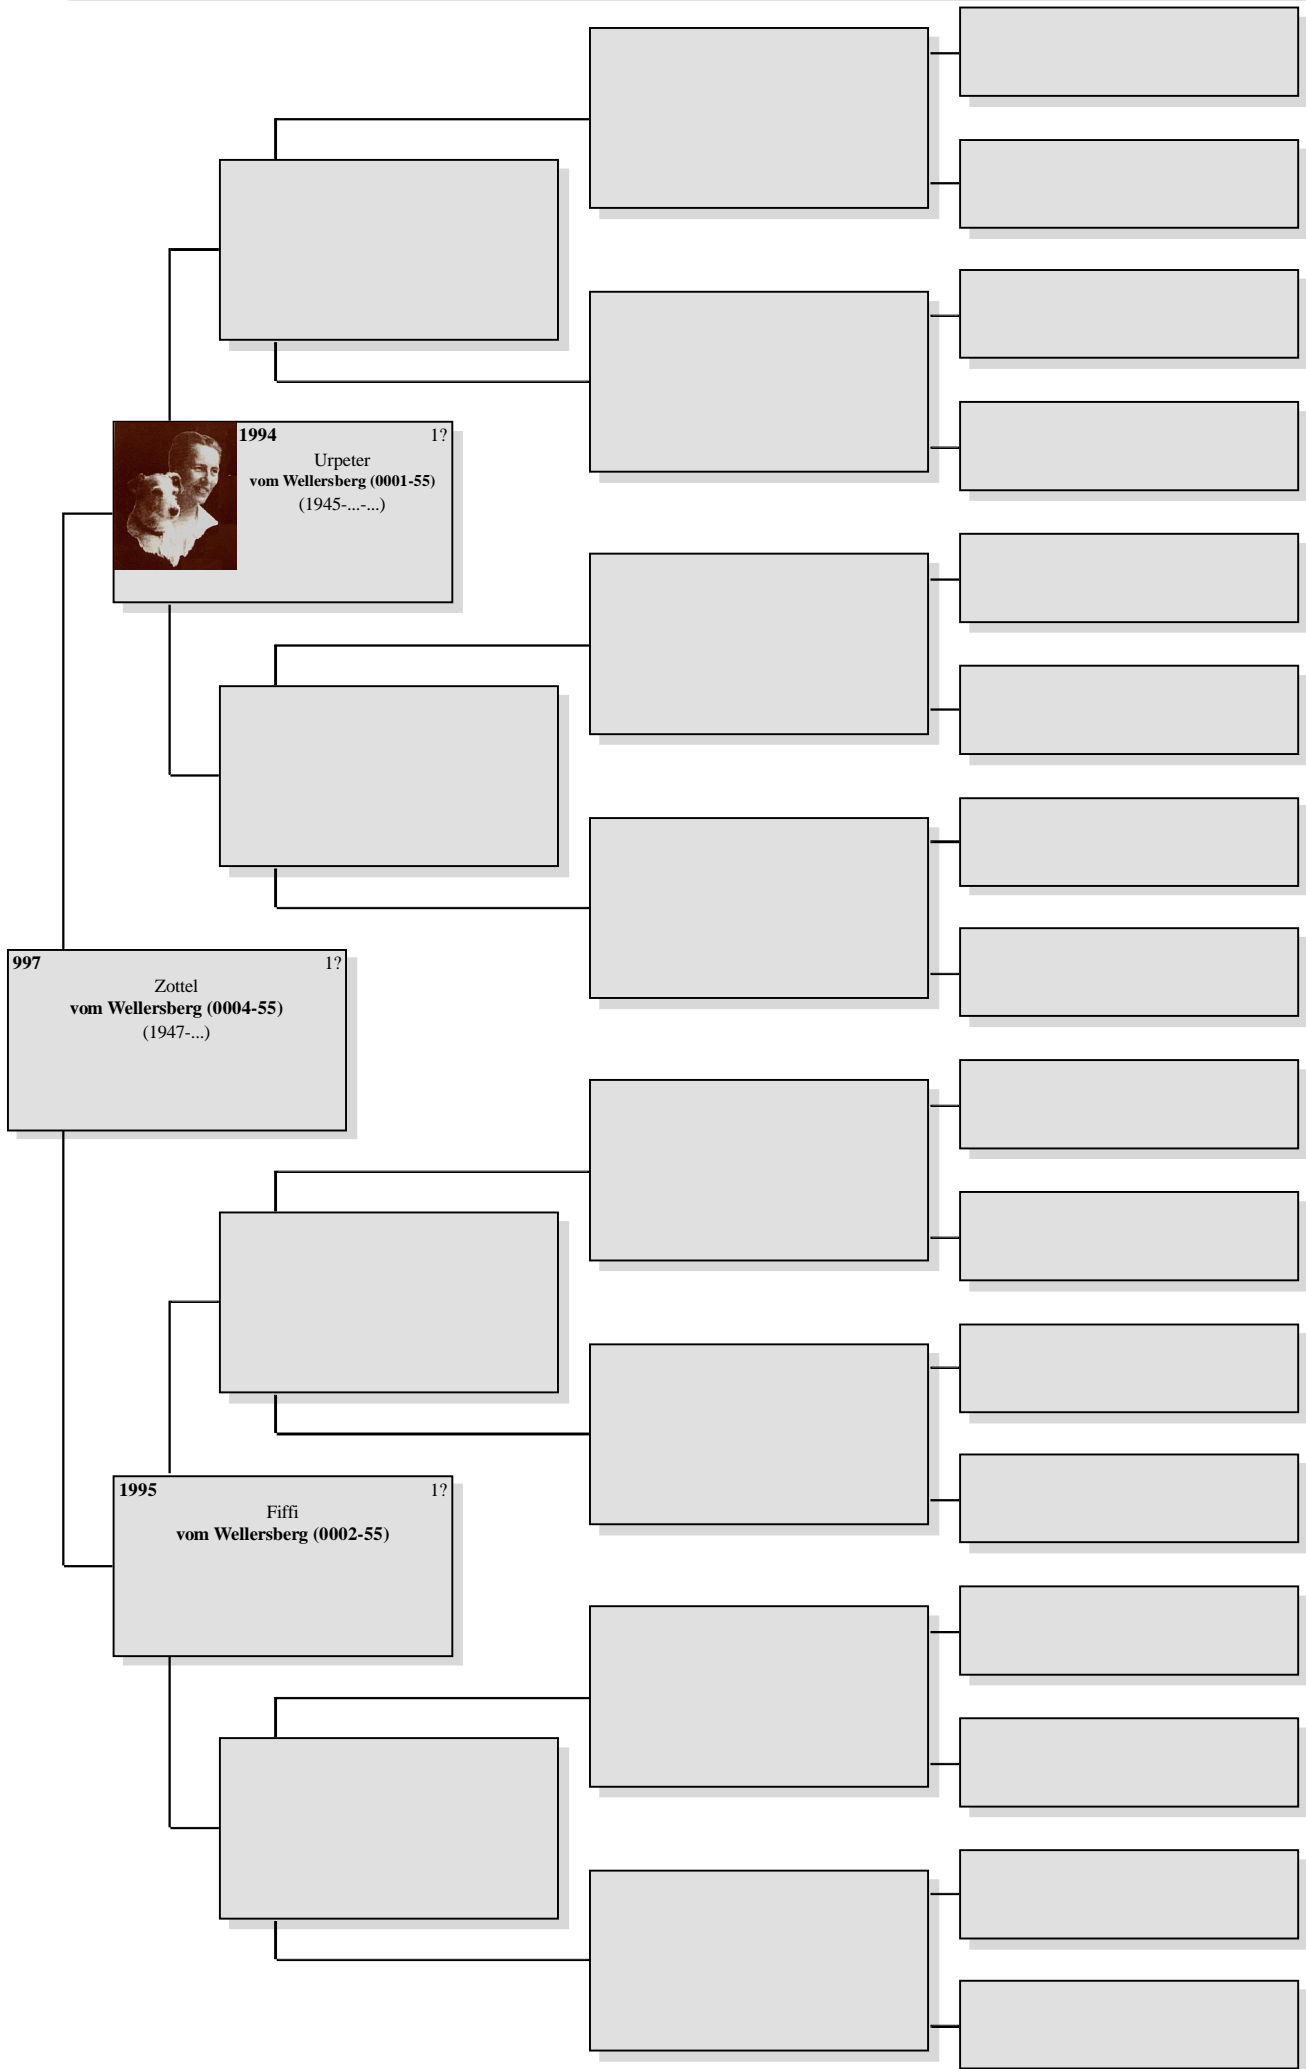 1994 1?
Urpeter
vom Wellersberg (0001-55)
(1945-...-...)
997 1?
Zottel
vom Wellersberg (0004-55)
(1947-...)
1995 1?
Fiffi
vom Wellersberg (0002-55)